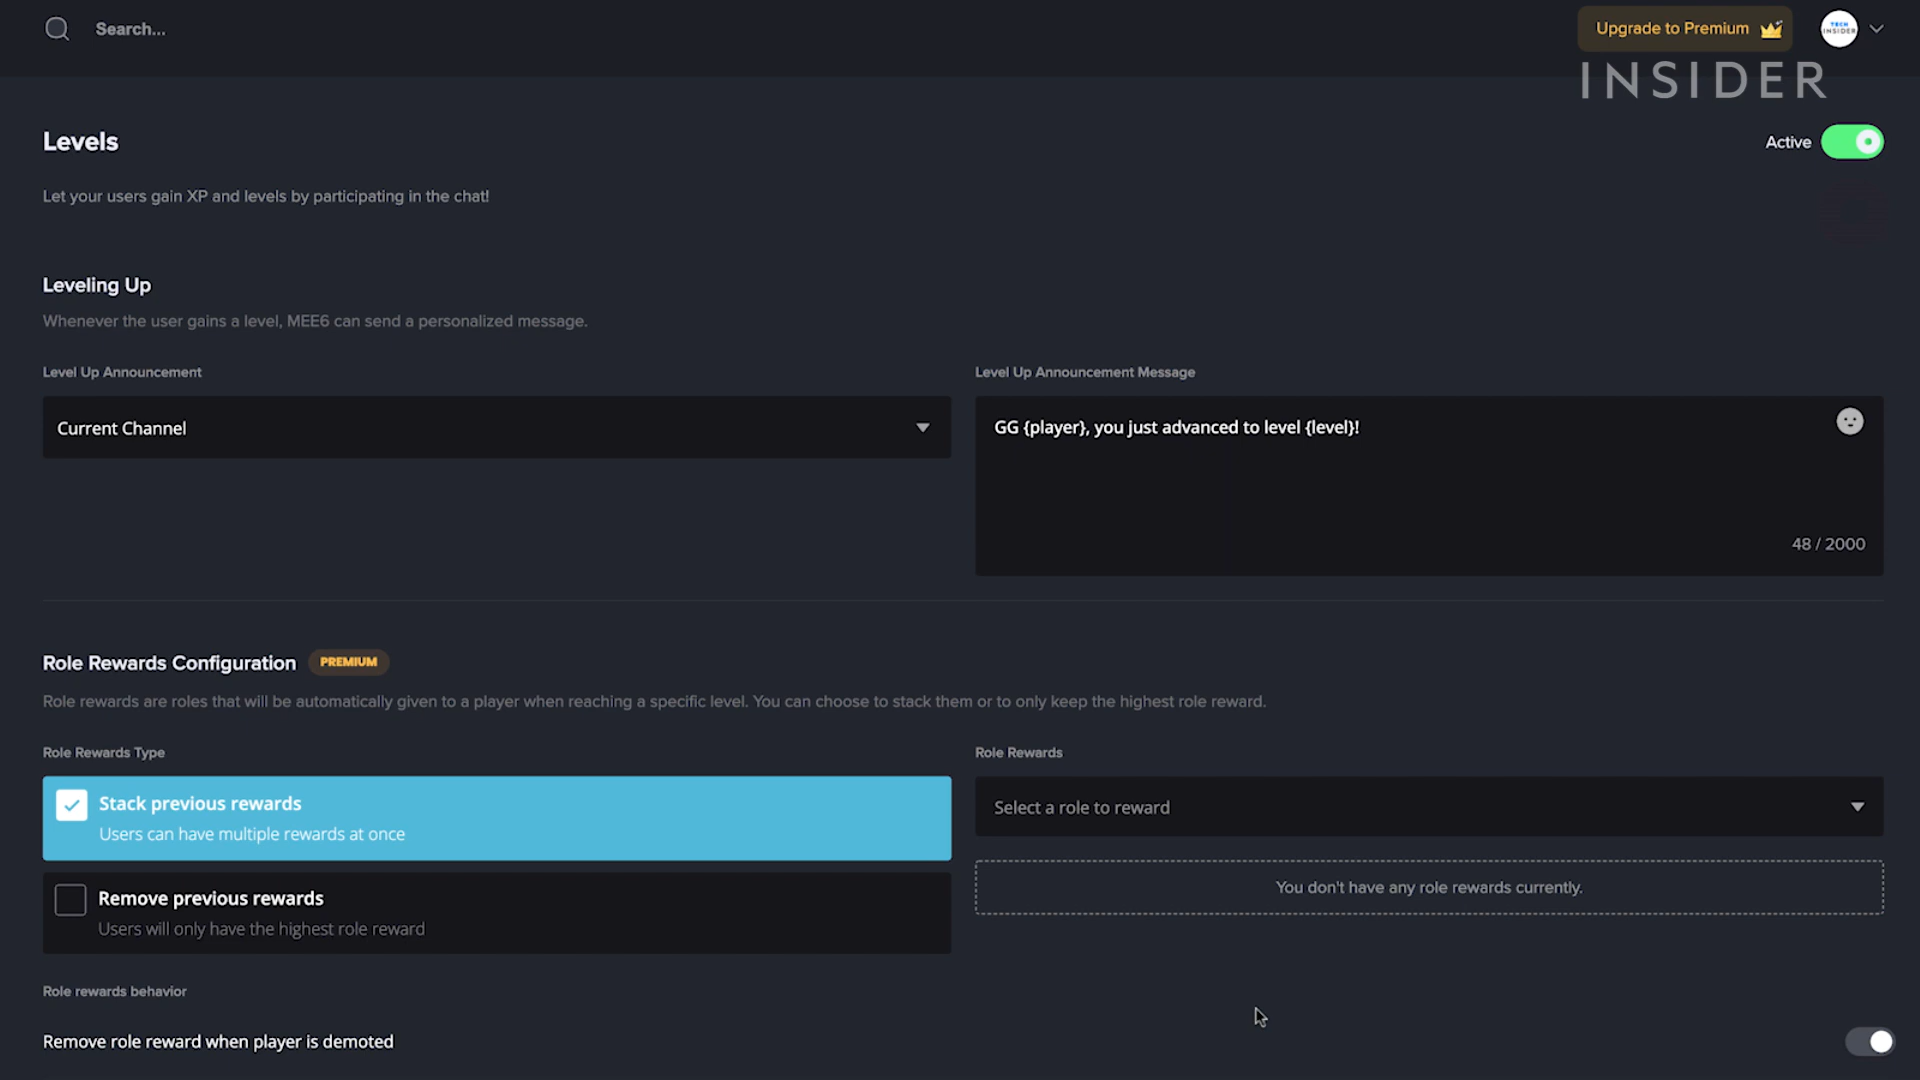 Search...
Upgrade to Premium
TECH
INSIDER
INSIDER
Levels
Active
Let your users gain XP and levels by participating in the chat!
Leveling Up
Whenever the user gains a level, MEE6 can send a personalized message.
Level Up Announcement
Level Up Announcement Message
Current Channel
GG {player}, you just advanced to level {level}!
48 / 2000
Role Rewards Configuration PREMIUM
Role rewards are roles that will be automatically given to a player when reaching a specific level. You can choose to stack them or to only keep the highest role reward.
Role Rewards Type
Role Rewards
Stack previous rewards
Users can have multiple rewards at once
Select a role to reward
You don't have any role rewards currently.
Remove previous rewards
Users will only have the highest role reward
Role rewards behavior
Remove role reward when player is demoted